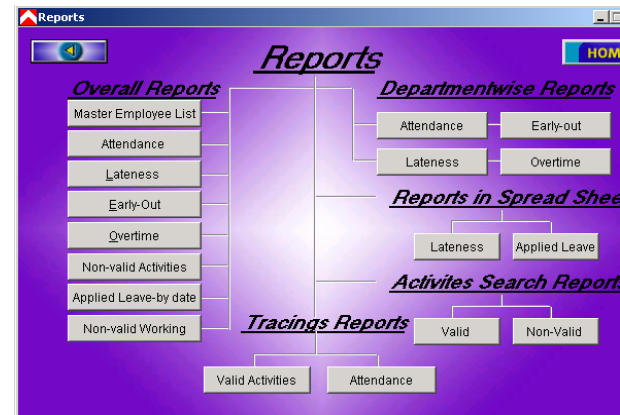 Reports
HOM
Reports
Overall Reports
Master Employee List
Attendance
Lateness
Early-Out
Overtime
Non-valid Activities
Applied Leave-by date
Non-valid Working
Departmentwise Reports
Attendance
Early-out
Lateness
Overtime
Reports in Spread Shee
Lateness
Applied Leave
Activites Search Report
Valid
Non-Valid
Tracings Reports
Valid Activities
Attendance